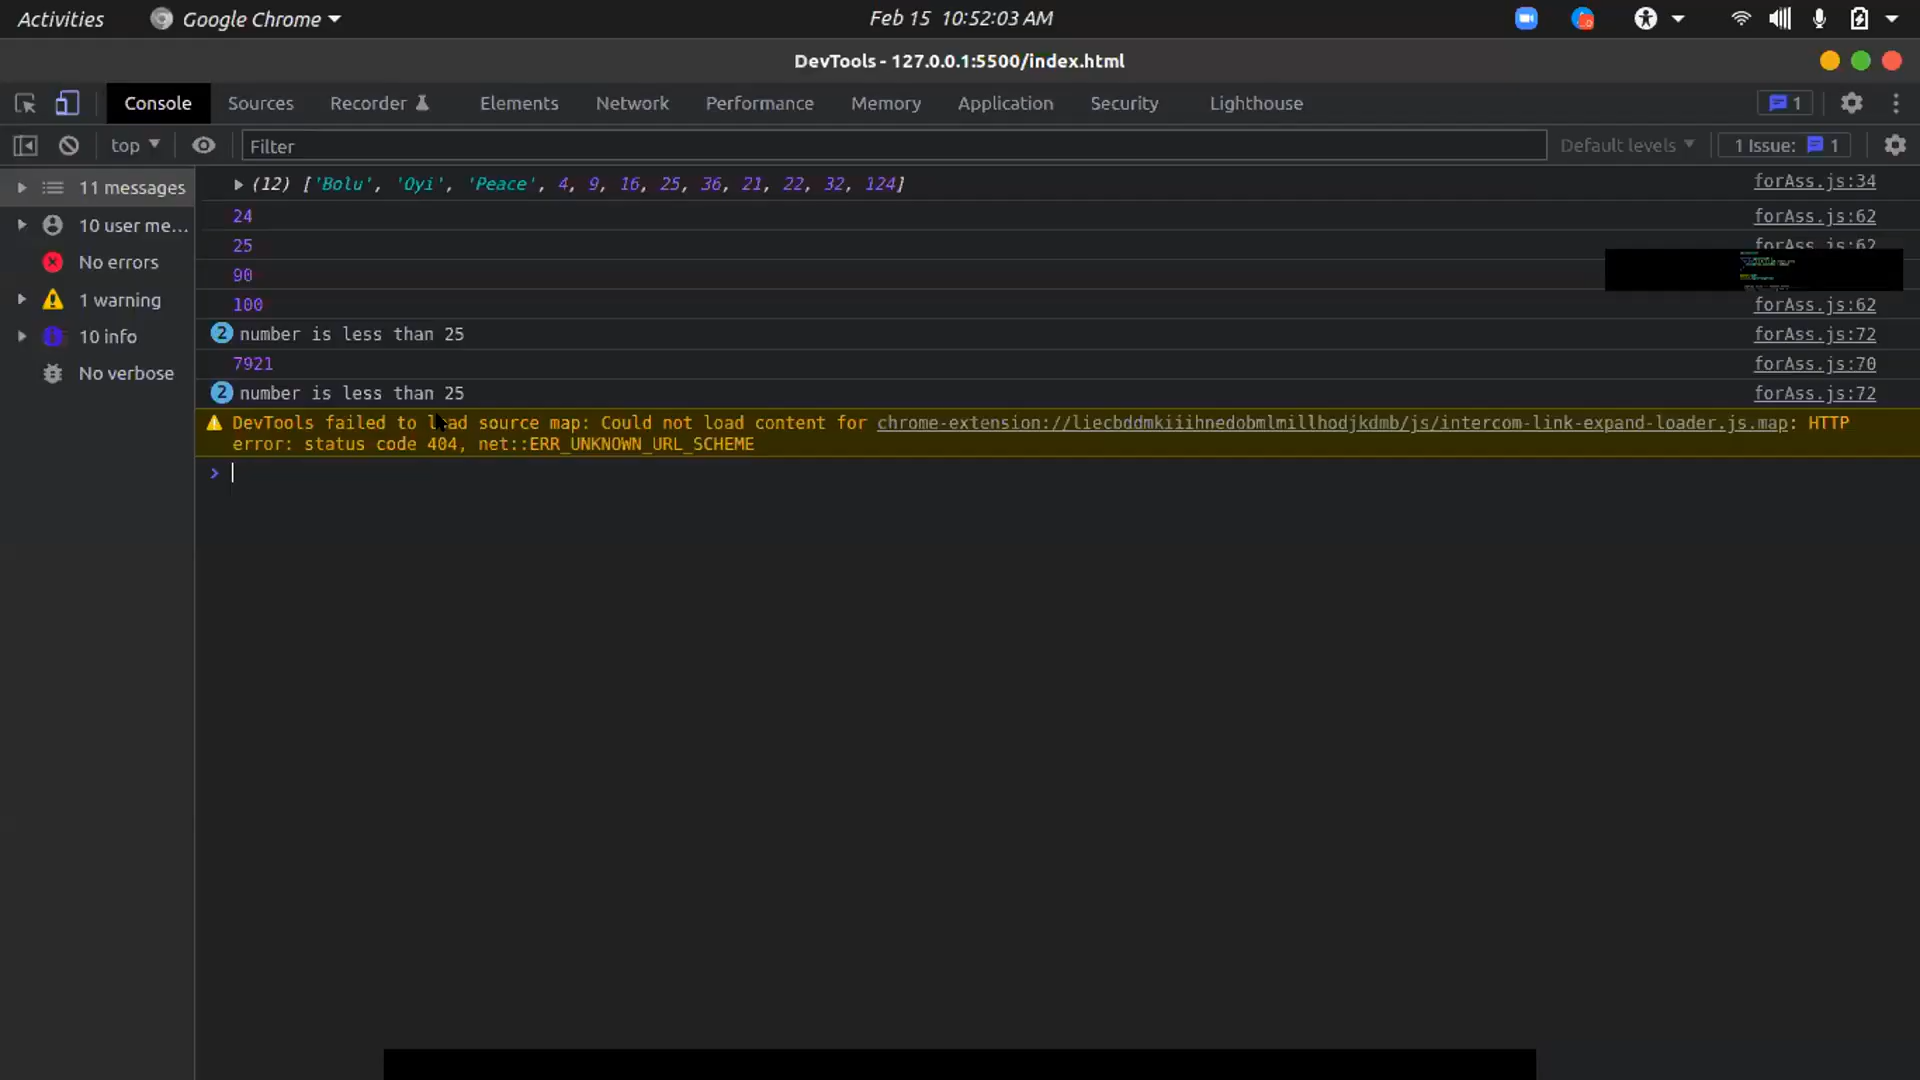 Activities Google Chrome Feb 15 10:52:03 AM
DevTools - 127.0.0.1:5500/index.html
Console Sources Recorder Elements Network Performance Memory Application Security Lighthouse 1
top Filter Default levels 1 Issue: 1
11 messages
10 user me...
No errors
1 warning
10 info
No verbose
(12) ['Bolu', 'Oyi', 'Peace', 4, 9, 16, 25, 36, 21, 22, 32, 124] forAss.js:34
24 forAss.js:62
25 forAss.js:62
90
100 forAss.js:62
2 number is less than 25 forAss.js:72
7921 forAss.js:70
2 number is less than 25 forAss.js:72
DevTools failed to load source map: Could not load content for chrome-extension://liecbddmkiiihnedobmlmillhodjkdmb/js/intercom-link-expand-loader.js.map: HTTP
error: status code 404, net::ERR_UNKNOWN_URL_SCHEME
>